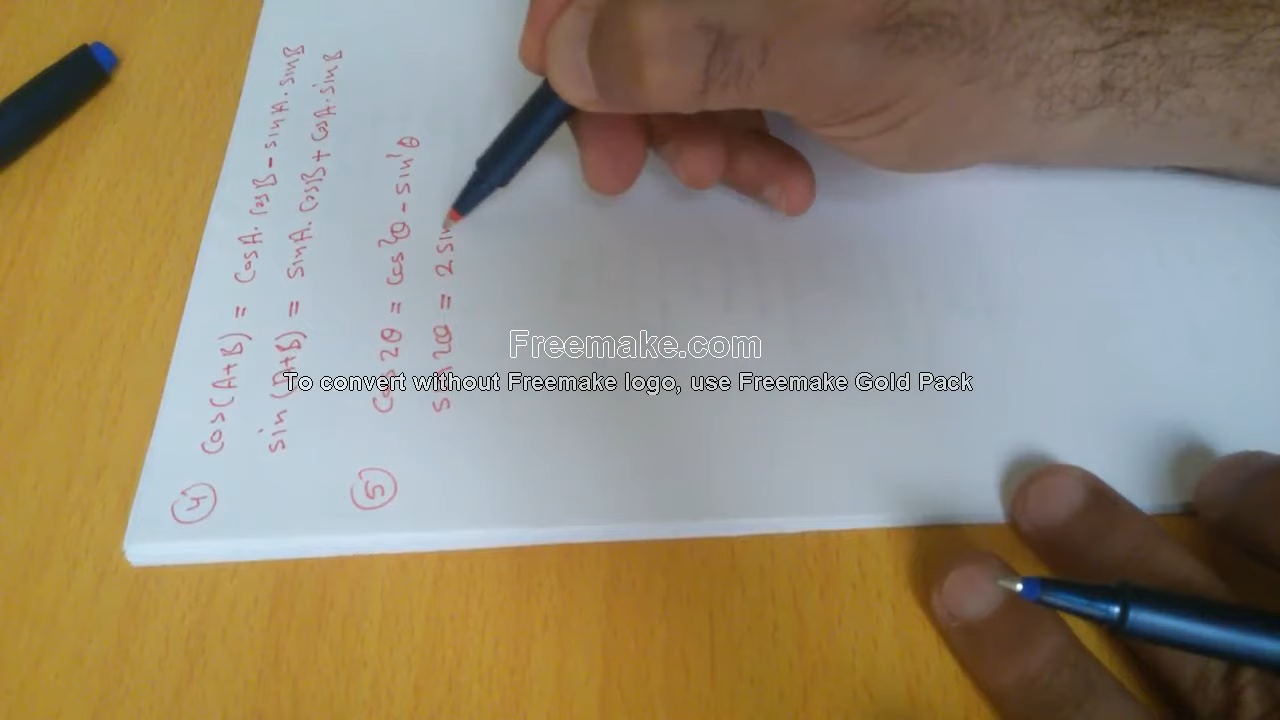 ④ cos(A+B) = cosA. cosB - sinA. sinB
sin(A+B) = sinA. cosB + cosA. sinB
⑤ cos 2θ = cos²θ - sin²θ
sin 2θ = 2 sin
Freemake.com
To convert without Freemake logo, use Freemake Gold Pack